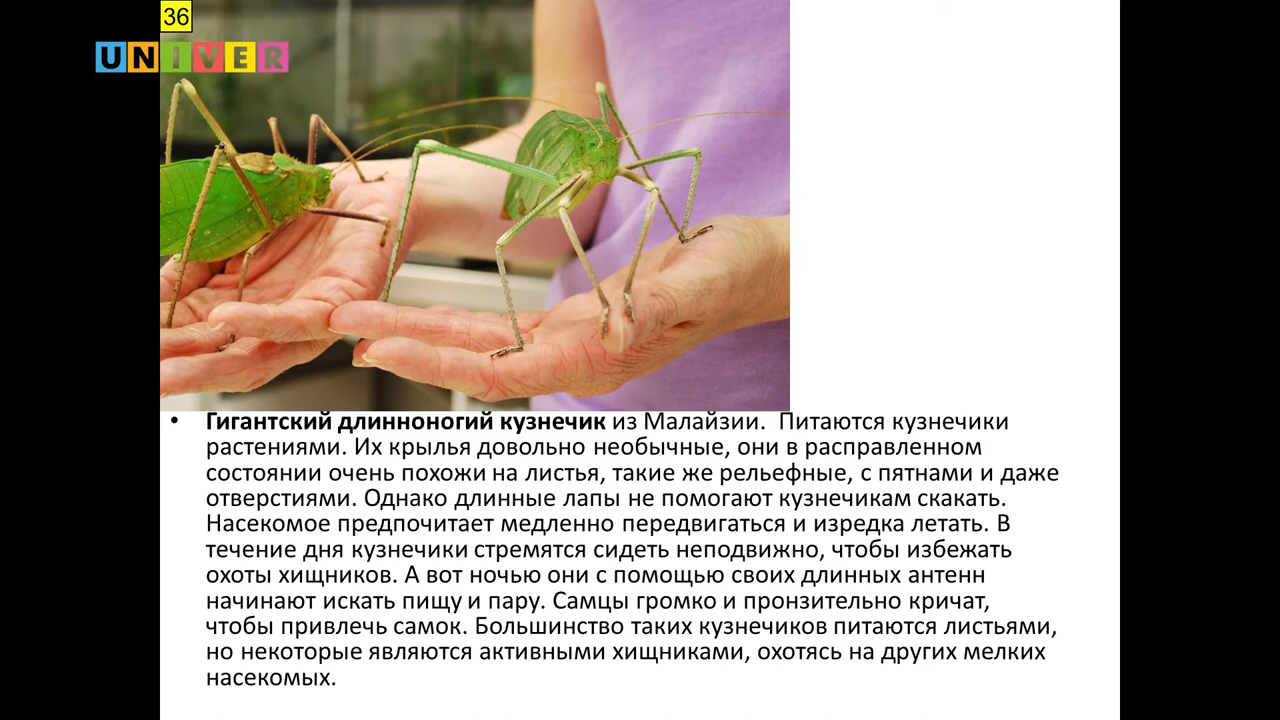 36
UNIVER
• Гигантский длинноногий кузнечик из Малайзии. Питаются кузнечики
растениями. Их крылья довольно необычные, они в расправленном
состоянии очень похожи на листья, такие же рельефные, с пятнами и даже
отверстиями. Однако длинные лапы не помогают кузнечикам скакать.
Насекомое предпочитает медленно передвигаться и изредка летать. В
течение дня кузнечики стремятся сидеть неподвижно, чтобы избежать
охоты хищников. А вот ночью они с помощью своих длинных антенн
начинают искать пищу и пару. Самцы громко и пронзительно кричат,
чтобы привлечь самок. Большинство таких кузнечиков питаются листьями,
но некоторые являются активными хищниками, охотясь на других мелких
насекомых.